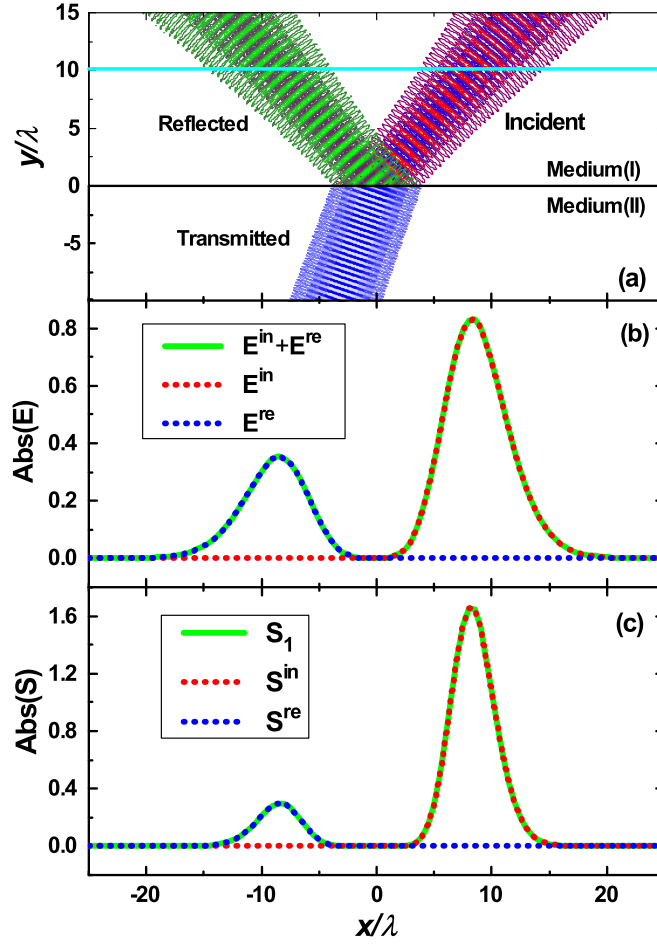 15
10
5
0
-5
y/λ
Reflected
Incident
Medium(I)
Medium(II)
Transmitted
(a)
0.8
0.6
0.4
0.2
0.0
Abs(E)
E^in+E^re
E^in
E^re
(b)
1.6
1.2
0.8
0.4
0.0
Abs(S)
S_1
S^in
S^re
(c)
-20 -10 0 10 20
x/λ